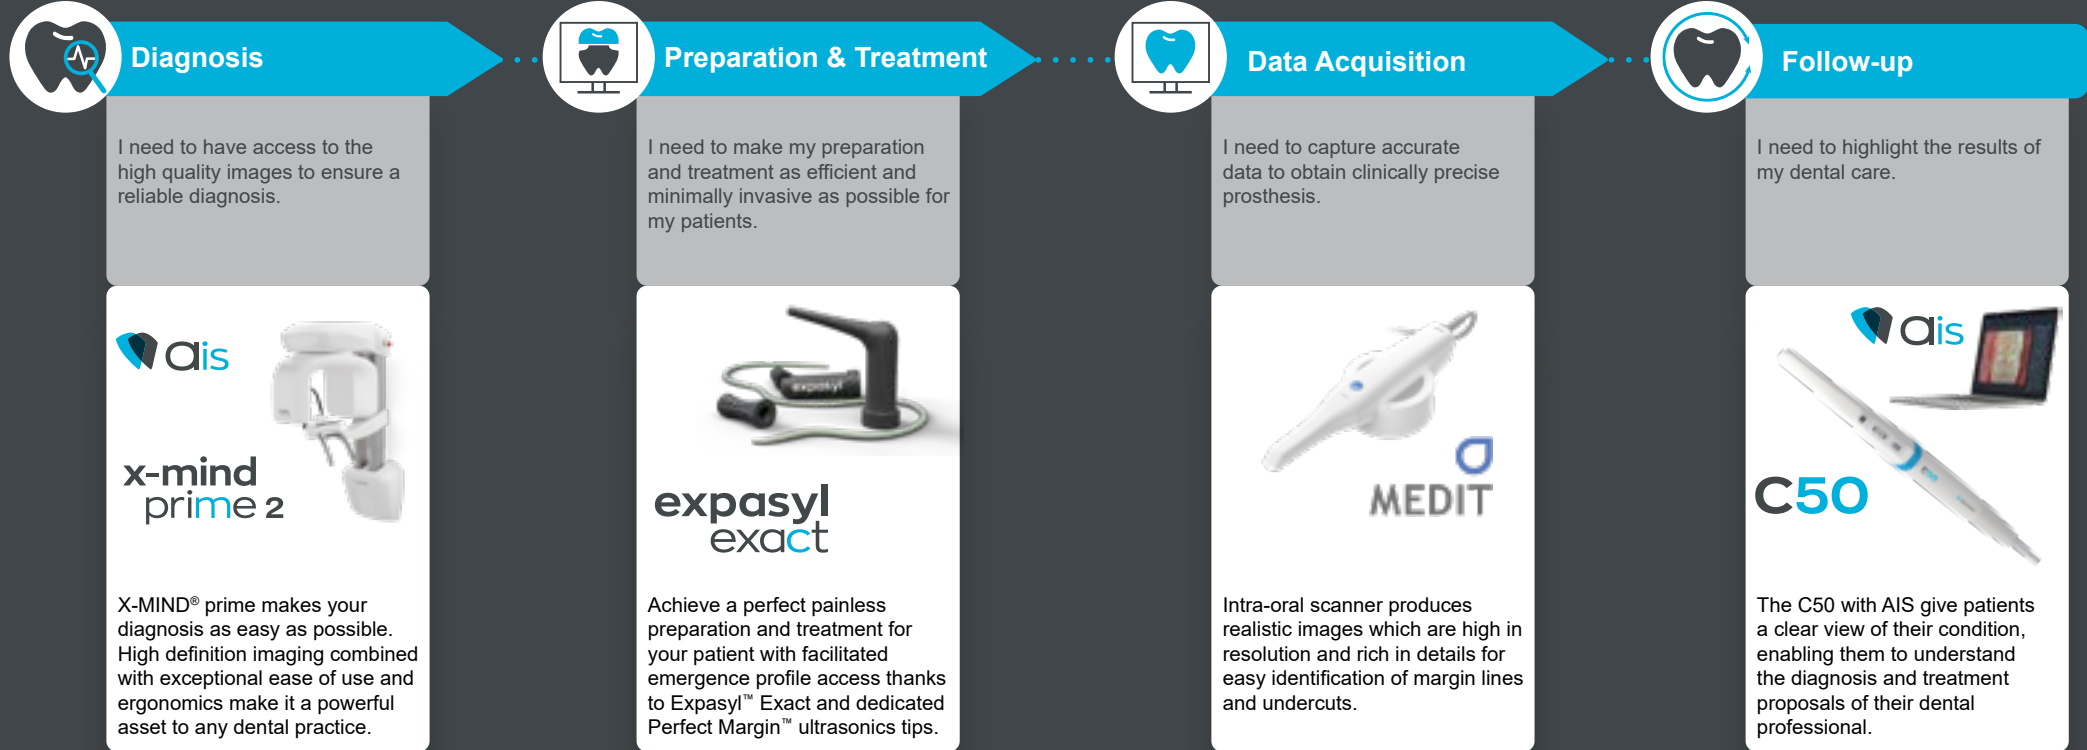 Diagnosis
I need to have access to the
high quality images to ensure a
reliable diagnosis.
ais
x-mind
prime 2
X-MIND® prime makes your
diagnosis as easy as possible.
High definition imaging combined
with exceptional ease of use and
ergonomics make it a powerful
asset to any dental practice.
Preparation & Treatment
I need to make my preparation
and treatment as efficient and
minimally invasive as possible for
my patients.
expasyl
expasyl
exact
Achieve a perfect painless
preparation and treatment for
your patient with facilitated
emergence profile access thanks
to Expasyl™ Exact and dedicated
Perfect Margin™ ultrasonics tips.
Data Acquisition
I need to capture accurate
data to obtain clinically precise
prosthesis.
MEDIT
Intra-oral scanner produces
realistic images which are high in
resolution and rich in details for
easy identification of margin lines
and undercuts.
Follow-up
I need to highlight the results of
my dental care.
ais
C50
C50
The C50 with AIS give patients
a clear view of their condition,
enabling them to understand
the diagnosis and treatment
proposals of their dental
professional.